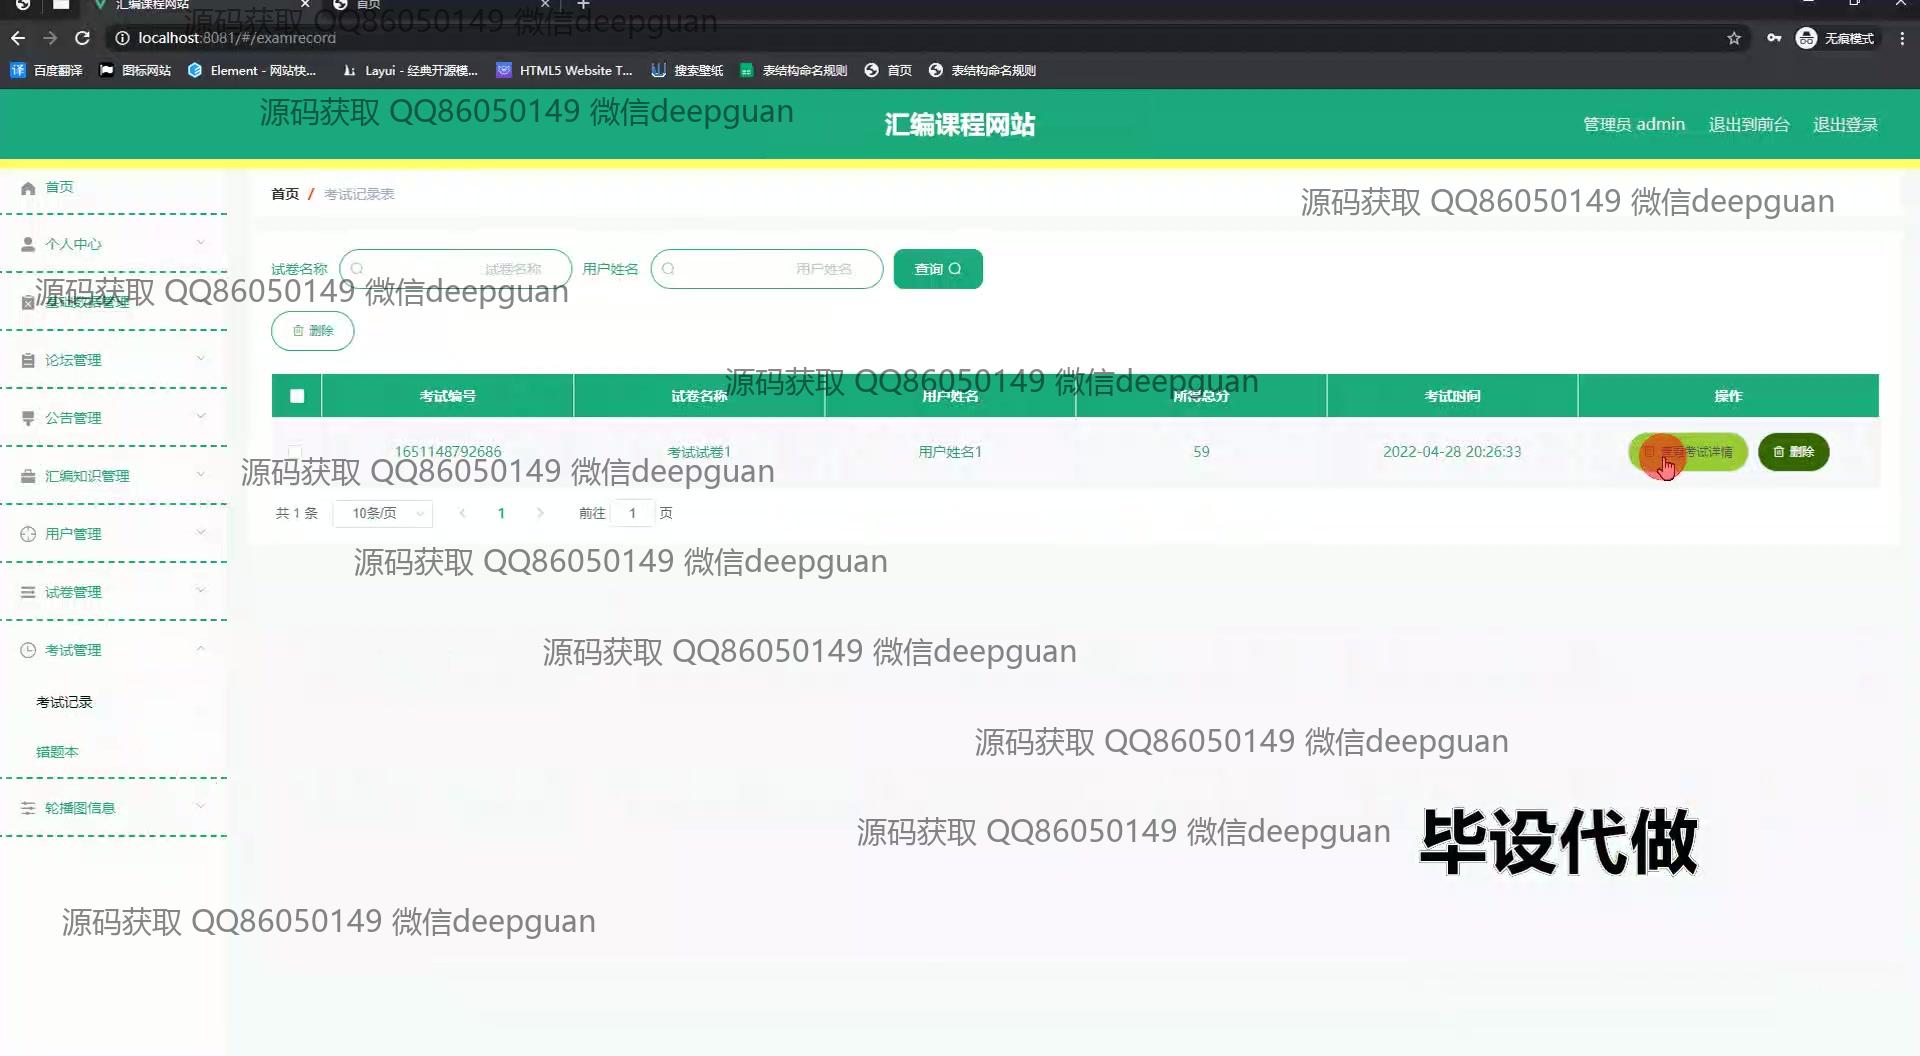 汇编课程网站
首页
localhost:8081/#/examrecord
无痕模式
百度翻译
图标网站
Element - 网站快...
Layui - 经典开源模...
HTML5 Website T...
搜索壁纸
表结构命名规则
首页
表结构命名规则
源码获取 QQ86050149 微信deepguan
源码获取 QQ86050149 微信deepguan
汇编课程网站
管理员 admin
退出到前台
退出登录
首页
首页 / 考试记录表
源码获取 QQ86050149 微信deepguan
个人中心
试卷名称
试卷名称
用户姓名
用户姓名
查询
源码获取 QQ86050149 微信deepguan
基础数据管理
删除
论坛管理
源码获取 QQ86050149 微信deepguan
考试编号
试卷名称
用户姓名
所得总分
考试时间
操作
公告管理
1651148792686
考试试卷1
用户姓名1
59
2022-04-28 20:26:33
考试详情
删除
源码获取 QQ86050149 微信deepguan
汇编知识管理
共 1 条
10条/页
1
前往
1
页
用户管理
源码获取 QQ86050149 微信deepguan
试卷管理
考试管理
源码获取 QQ86050149 微信deepguan
考试记录
源码获取 QQ86050149 微信deepguan
错题本
轮播图信息
源码获取 QQ86050149 微信deepguan
毕设代做
源码获取 QQ86050149 微信deepguan